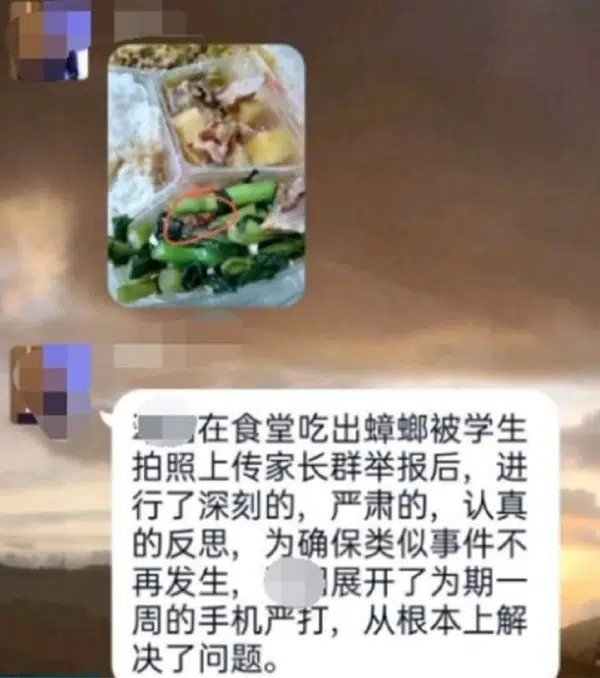 在食堂吃出蟑螂被学生
拍照上传家长群举报后，进
行了深刻的，严肃的，认真
的反思，为确保类似事件不
再发生，展开了为期一
周的手机严打，从根本上解
决了问题。